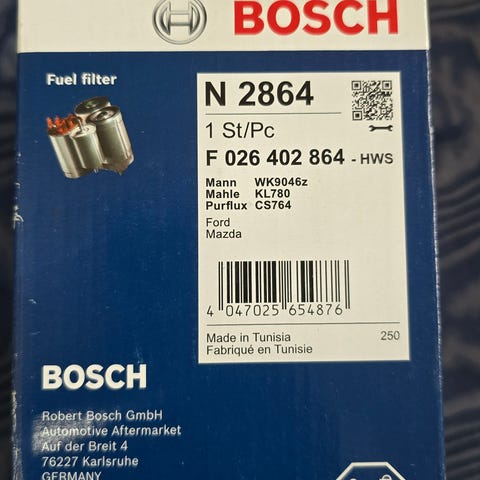 BOSCH
Fuel filter
N 2864
1 St/Pc
F 026 402 864 - HWS
Mann WK9046z
Mahle KL780
Purflux CS764
Ford
Mazda
4 047025 654876
Made in Tunisia 250
Fabriqué en Tunisie
BOSCH
Robert Bosch GmbH
Automotive Aftermarket
Auf der Breit 4
76227 Karlsruhe
GERMANY